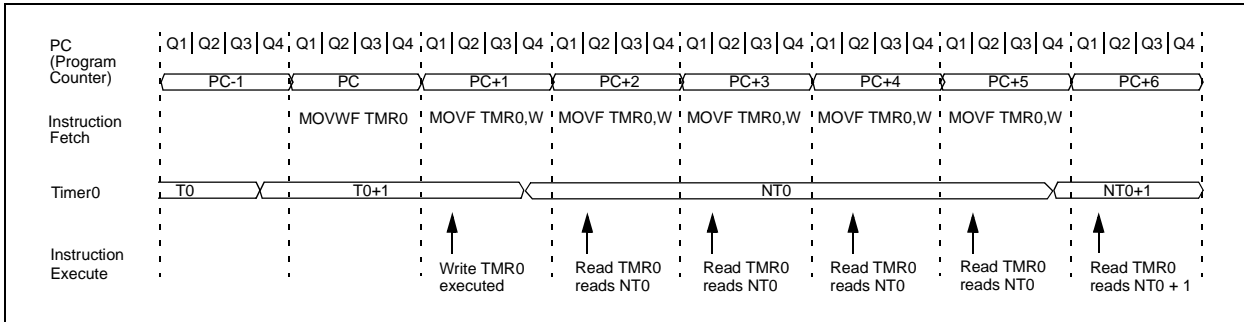 PC
(Program
Counter)
Q1 Q2 Q3 Q4 Q1 Q2 Q3 Q4 Q1 Q2 Q3 Q4 Q1 Q2 Q3 Q4 Q1 Q2 Q3 Q4 Q1 Q2 Q3 Q4 Q1 Q2 Q3 Q4 Q1 Q2 Q3 Q4
PC-1 PC PC+1 PC+2 PC+3 PC+4 PC+5 PC+6
Instruction
Fetch
MOVWF TMR0 MOVF TMR0,W MOVF TMR0,W MOVF TMR0,W MOVF TMR0,W MOVF TMR0,W
Timer0
T0 T0+1 NT0 NT0+1
Instruction
Execute
Write TMR0
executed
Read TMR0
reads NT0
Read TMR0
reads NT0
Read TMR0
reads NT0
Read TMR0
reads NT0
Read TMR0
reads NT0 + 1